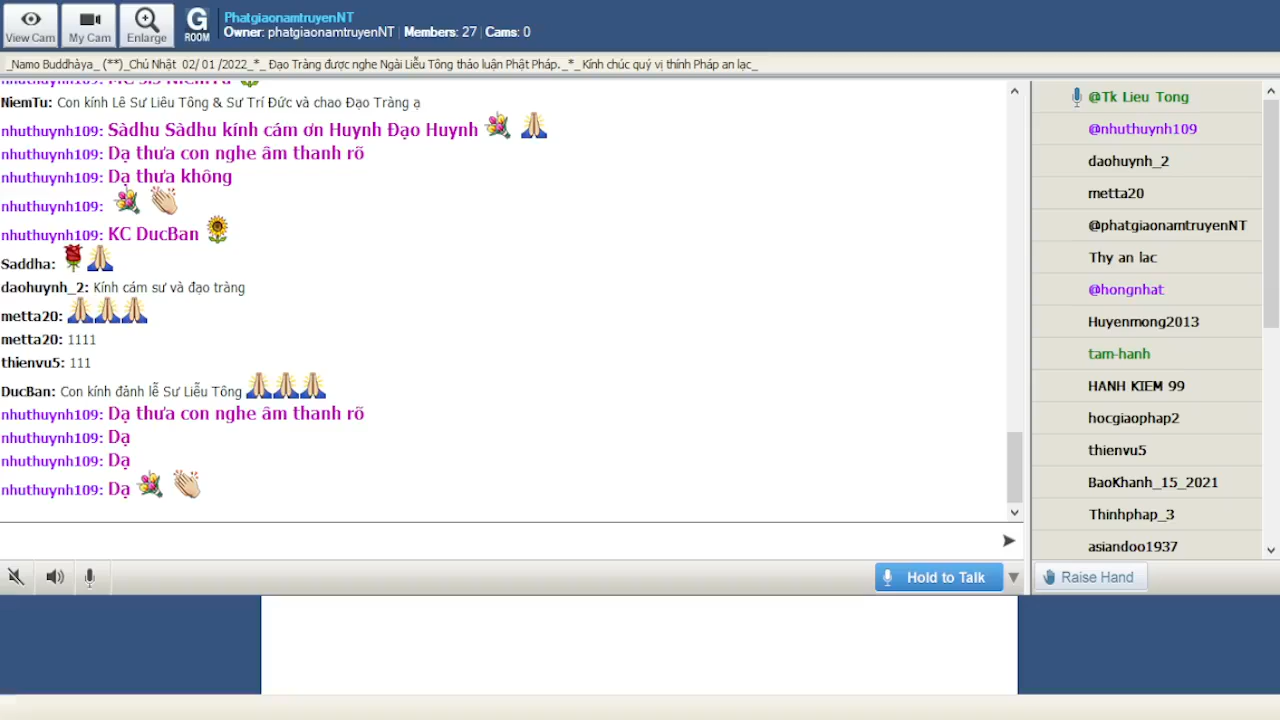 View Cam
My Cam
Enlarge
G
ROOM
PhatgiaonamtruyenNT
Owner: phatgiaonamtruyenNT | Members: 27 | Cams: 0
_Namo Buddhàya_ (**)_Chủ Nhật 02/ 01 /2022_*_ Đạo Tràng được nghe Ngài Liễu Tông thảo luận Phật Pháp._*_Kính chúc quý vị thính Pháp an lạc_
NiemTu: Con kính Lê Sư Liêu Tông & Sư Trí Đức và chao Đạo Tràng ạ
nhuthuynh109: Sàdhu Sàdhu kính cám ơn Huynh Đạo Huynh
nhuthuynh109: Dạ thưa con nghe âm thanh rõ
nhuthuynh109: Dạ thưa không
nhuthuynh109:
nhuthuynh109: KC DucBan
Saddha:
daohuynh_2: Kính cám sư và đạo tràng
metta20:
metta20: 1111
thienvu5: 111
DucBan: Con kính đảnh lễ Sư Liễu Tông
nhuthuynh109: Dạ thưa con nghe âm thanh rõ
nhuthuynh109: Dạ
nhuthuynh109: Dạ
nhuthuynh109: Dạ
@Tk Lieu Tong
@nhuthuynh109
daohuynh_2
metta20
@phatgiaonamtruyenNT
Thy an lac
@hongnhat
Huyenmong2013
tam-hanh
HANH KIEM 99
hocgiaophap2
thienvu5
BaoKhanh_15_2021
Thinhphap_3
asiandoo1937
Hold to Talk
Raise Hand